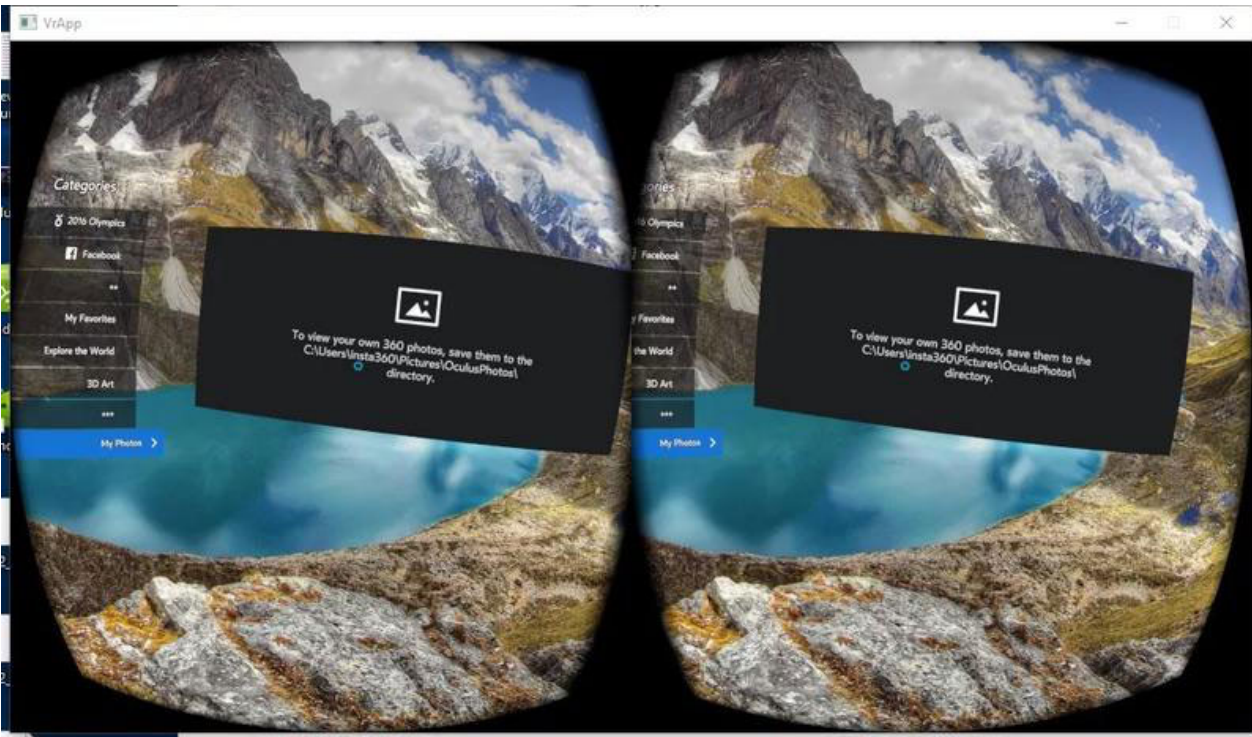 VrApp
Categories
2016 Olympics
Facebook
**
My Favorites
Explore the World
3D Art
***
My Photos
To view your own 360 photos, save them to the
C:\Users\insta360\Pictures\OculusPhotos\
directory.
ories
6 Olympics
Facebook
**
y Favorites
the World
3D Art
***
My Photos
To view your own 360 photos, save them to the
C:\Users\insta360\Pictures\OculusPhotos\
directory.